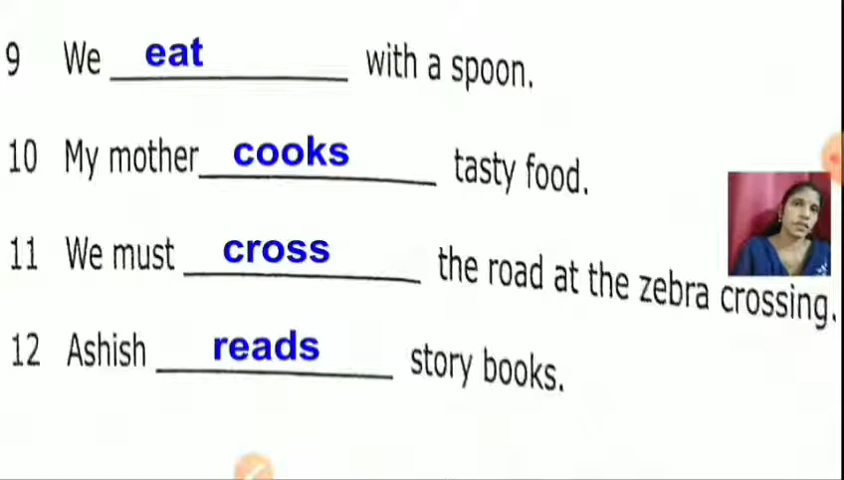 9 We eat with a spoon.
10 My mother cooks tasty food.
11 We must cross the road at the zebra crossing.
12 Ashish reads story books.